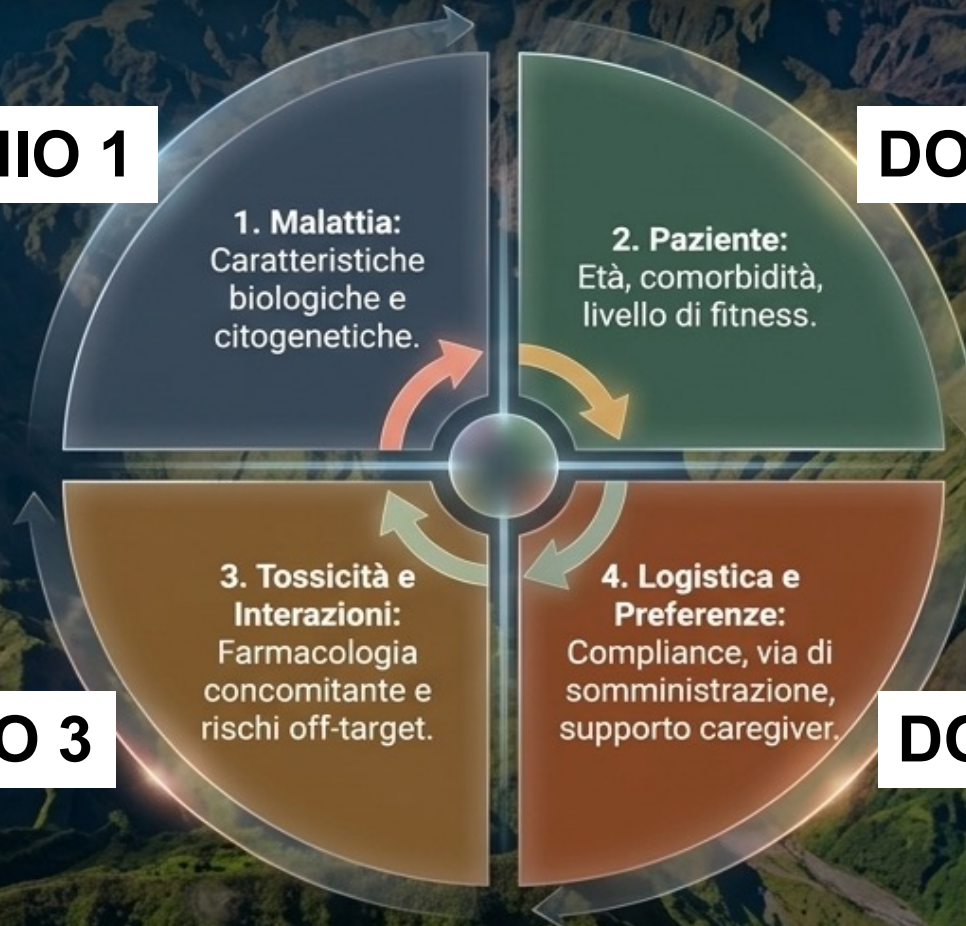 NIO 1
DO
1. Malattia:
Caratteristiche
biologiche e
citogenetiche.
2. Paziente:
Età, comorbidità,
livello di fitness.
3. Tossicità e
Interazioni:
Farmacologia
concomitante e
rischi off-target.
4. Logistica e
Preferenze:
Compliance, via di
somministrazione,
supporto caregiver.
O 3
DO